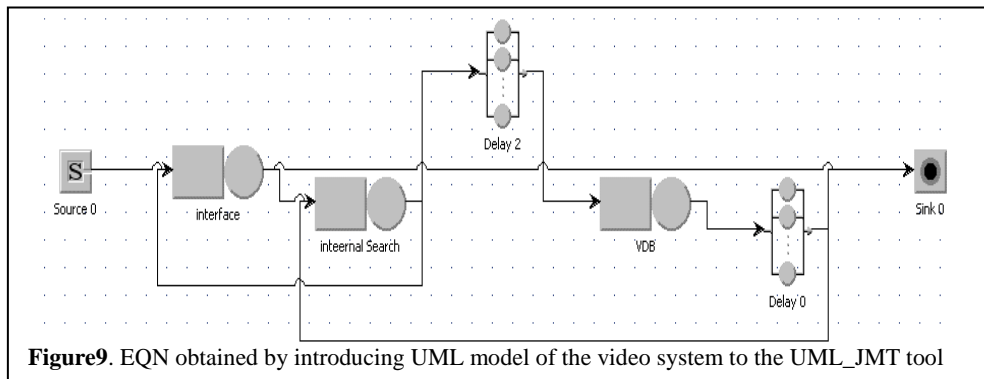 Delay 2
S
Source 0
interface
inteernal Search
VDB
Delay 0
Sink 0
Figure9. EQN obtained by introducing UML model of the video system to the UML_JMT tool